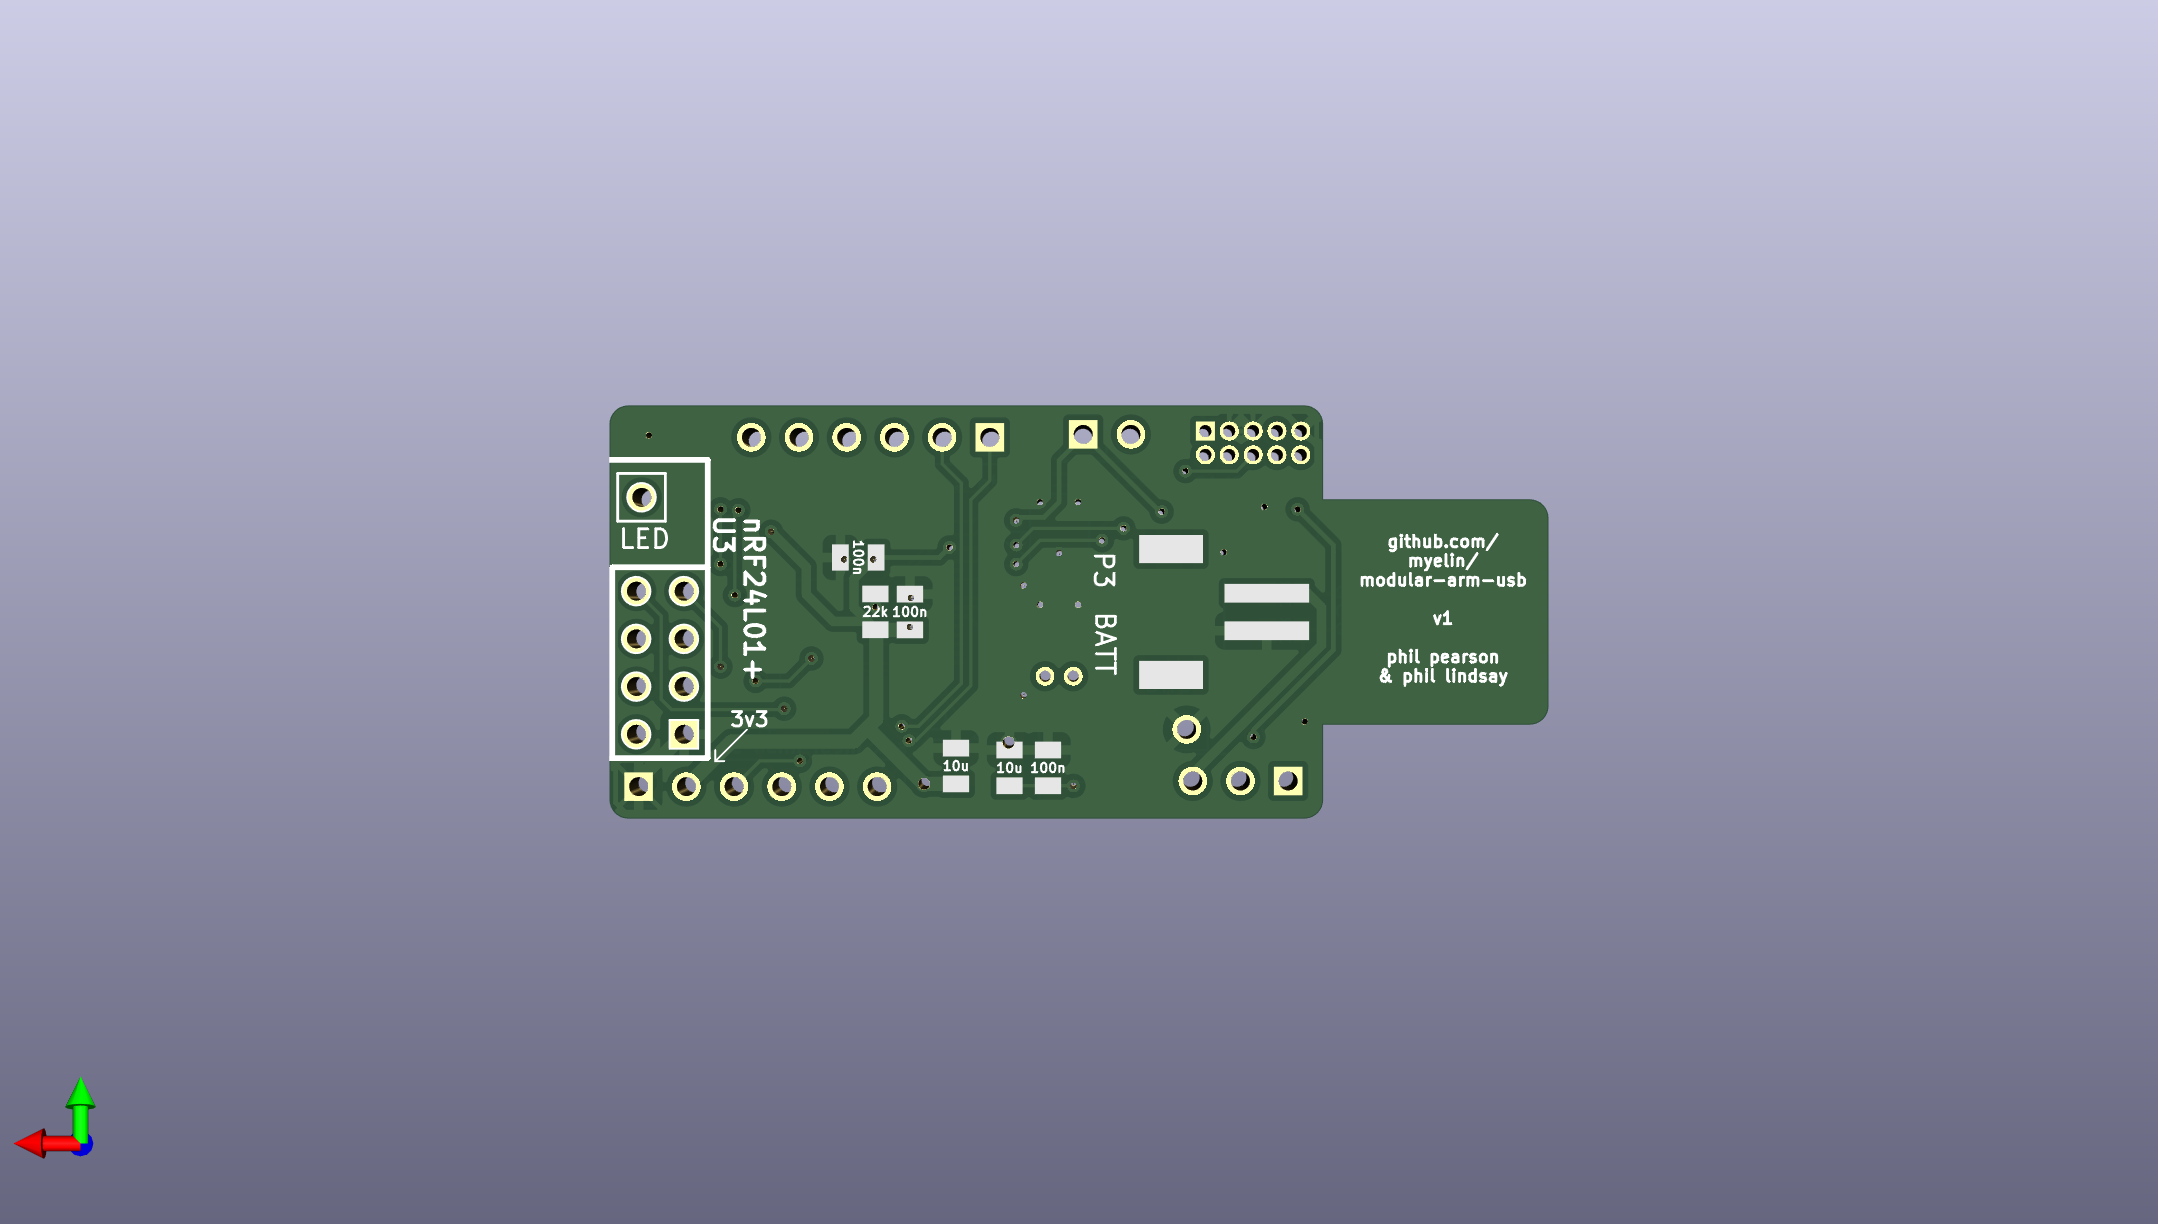 LED
U3
nRF24L01+
3v3
100n
22k
100n
10u
10u
100n
P3
BATT
github.com/
myelin/
modular-arm-usb
v1
phil pearson
& phil lindsay